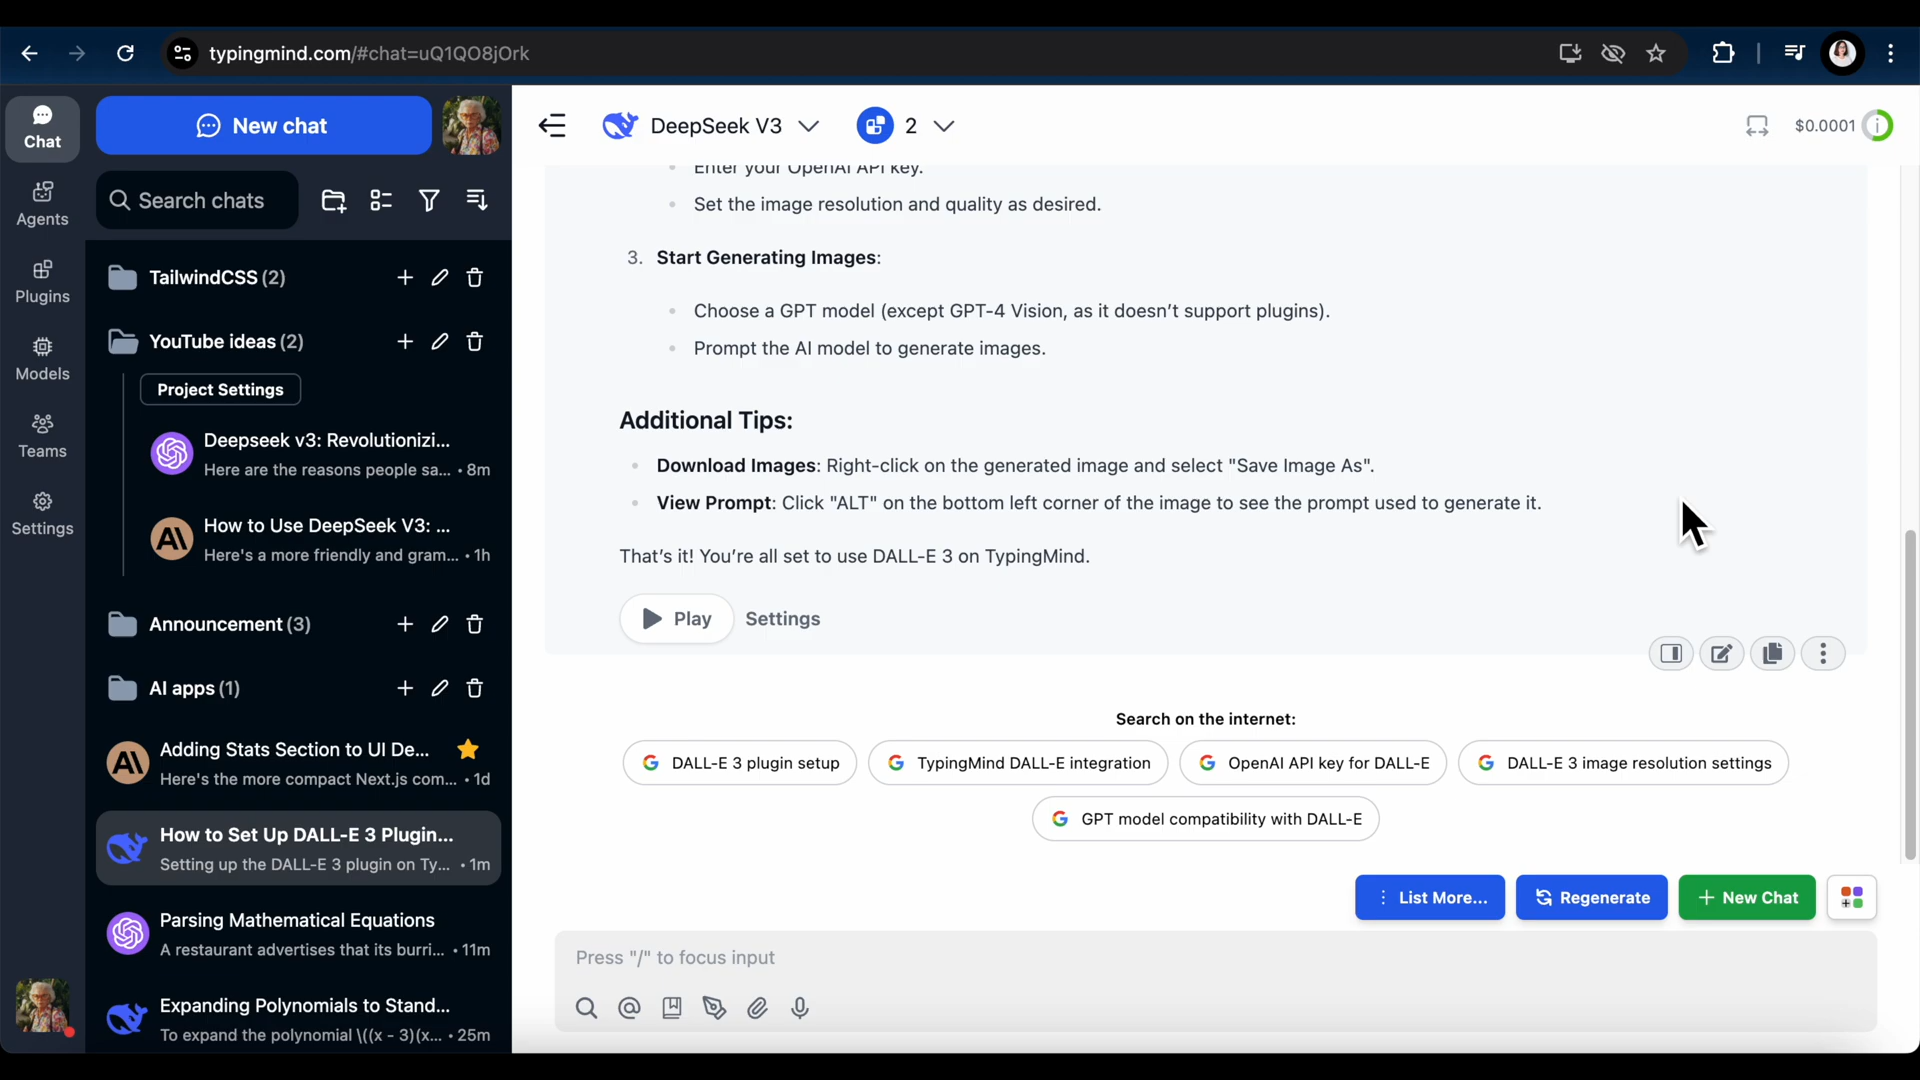 typingmind.com/#chat=uQ1QO8jOrk
Chat
Agents
Plugins
Models
Teams
Settings
New chat
Search chats
TailwindCSS (2)
YouTube ideas (2)
Project Settings
Deepseek v3: Revolutionizi...
Here are the reasons people sa... • 8m
How to Use DeepSeek V3: ...
Here's a more friendly and gram... • 1h
Announcement (3)
AI apps (1)
Adding Stats Section to UI De...
Here's the more compact Next.js com... • 1d
How to Set Up DALL-E 3 Plugin...
Setting up the DALL-E 3 plugin on Ty... • 1m
Parsing Mathematical Equations
A restaurant advertises that its burri... • 11m
Expanding Polynomials to Stand...
To expand the polynomial \((x - 3)(x... • 25m
DeepSeek V3
2
$0.0001
Enter your OpenAI API key.
Set the image resolution and quality as desired.
3. Start Generating Images:
Choose a GPT model (except GPT-4 Vision, as it doesn't support plugins).
Prompt the AI model to generate images.
Additional Tips:
Download Images: Right-click on the generated image and select "Save Image As".
View Prompt: Click "ALT" on the bottom left corner of the image to see the prompt used to generate it.
That's it! You're all set to use DALL-E 3 on TypingMind.
Play
Settings
Search on the internet:
DALL-E 3 plugin setup
TypingMind DALL-E integration
OpenAI API key for DALL-E
DALL-E 3 image resolution settings
GPT model compatibility with DALL-E
List More...
Regenerate
New Chat
Press "/" to focus input